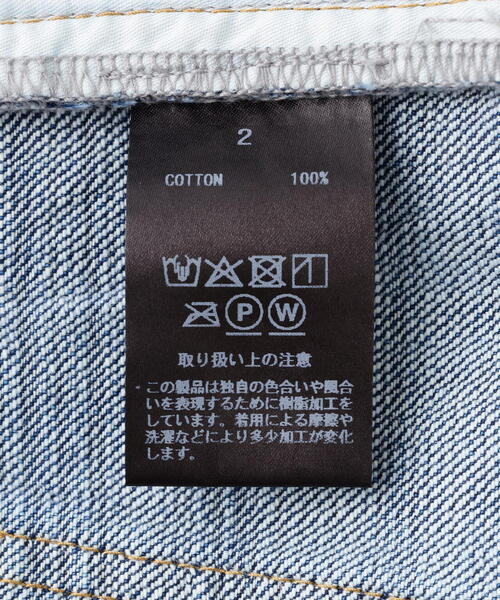 2
COTTON 100%
P W
取り扱い上の注意
この製品は独自の色合いや風合
いを表現するために樹脂加工を
しています。着用による摩擦や
洗濯などにより多少加工が変化
します。